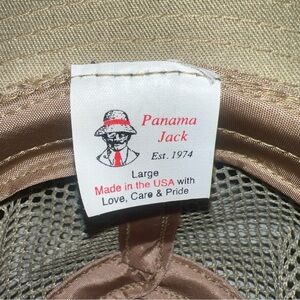 Panama
Jack
Est. 1974
Large
Made in the USA with
Love, Care & Pride